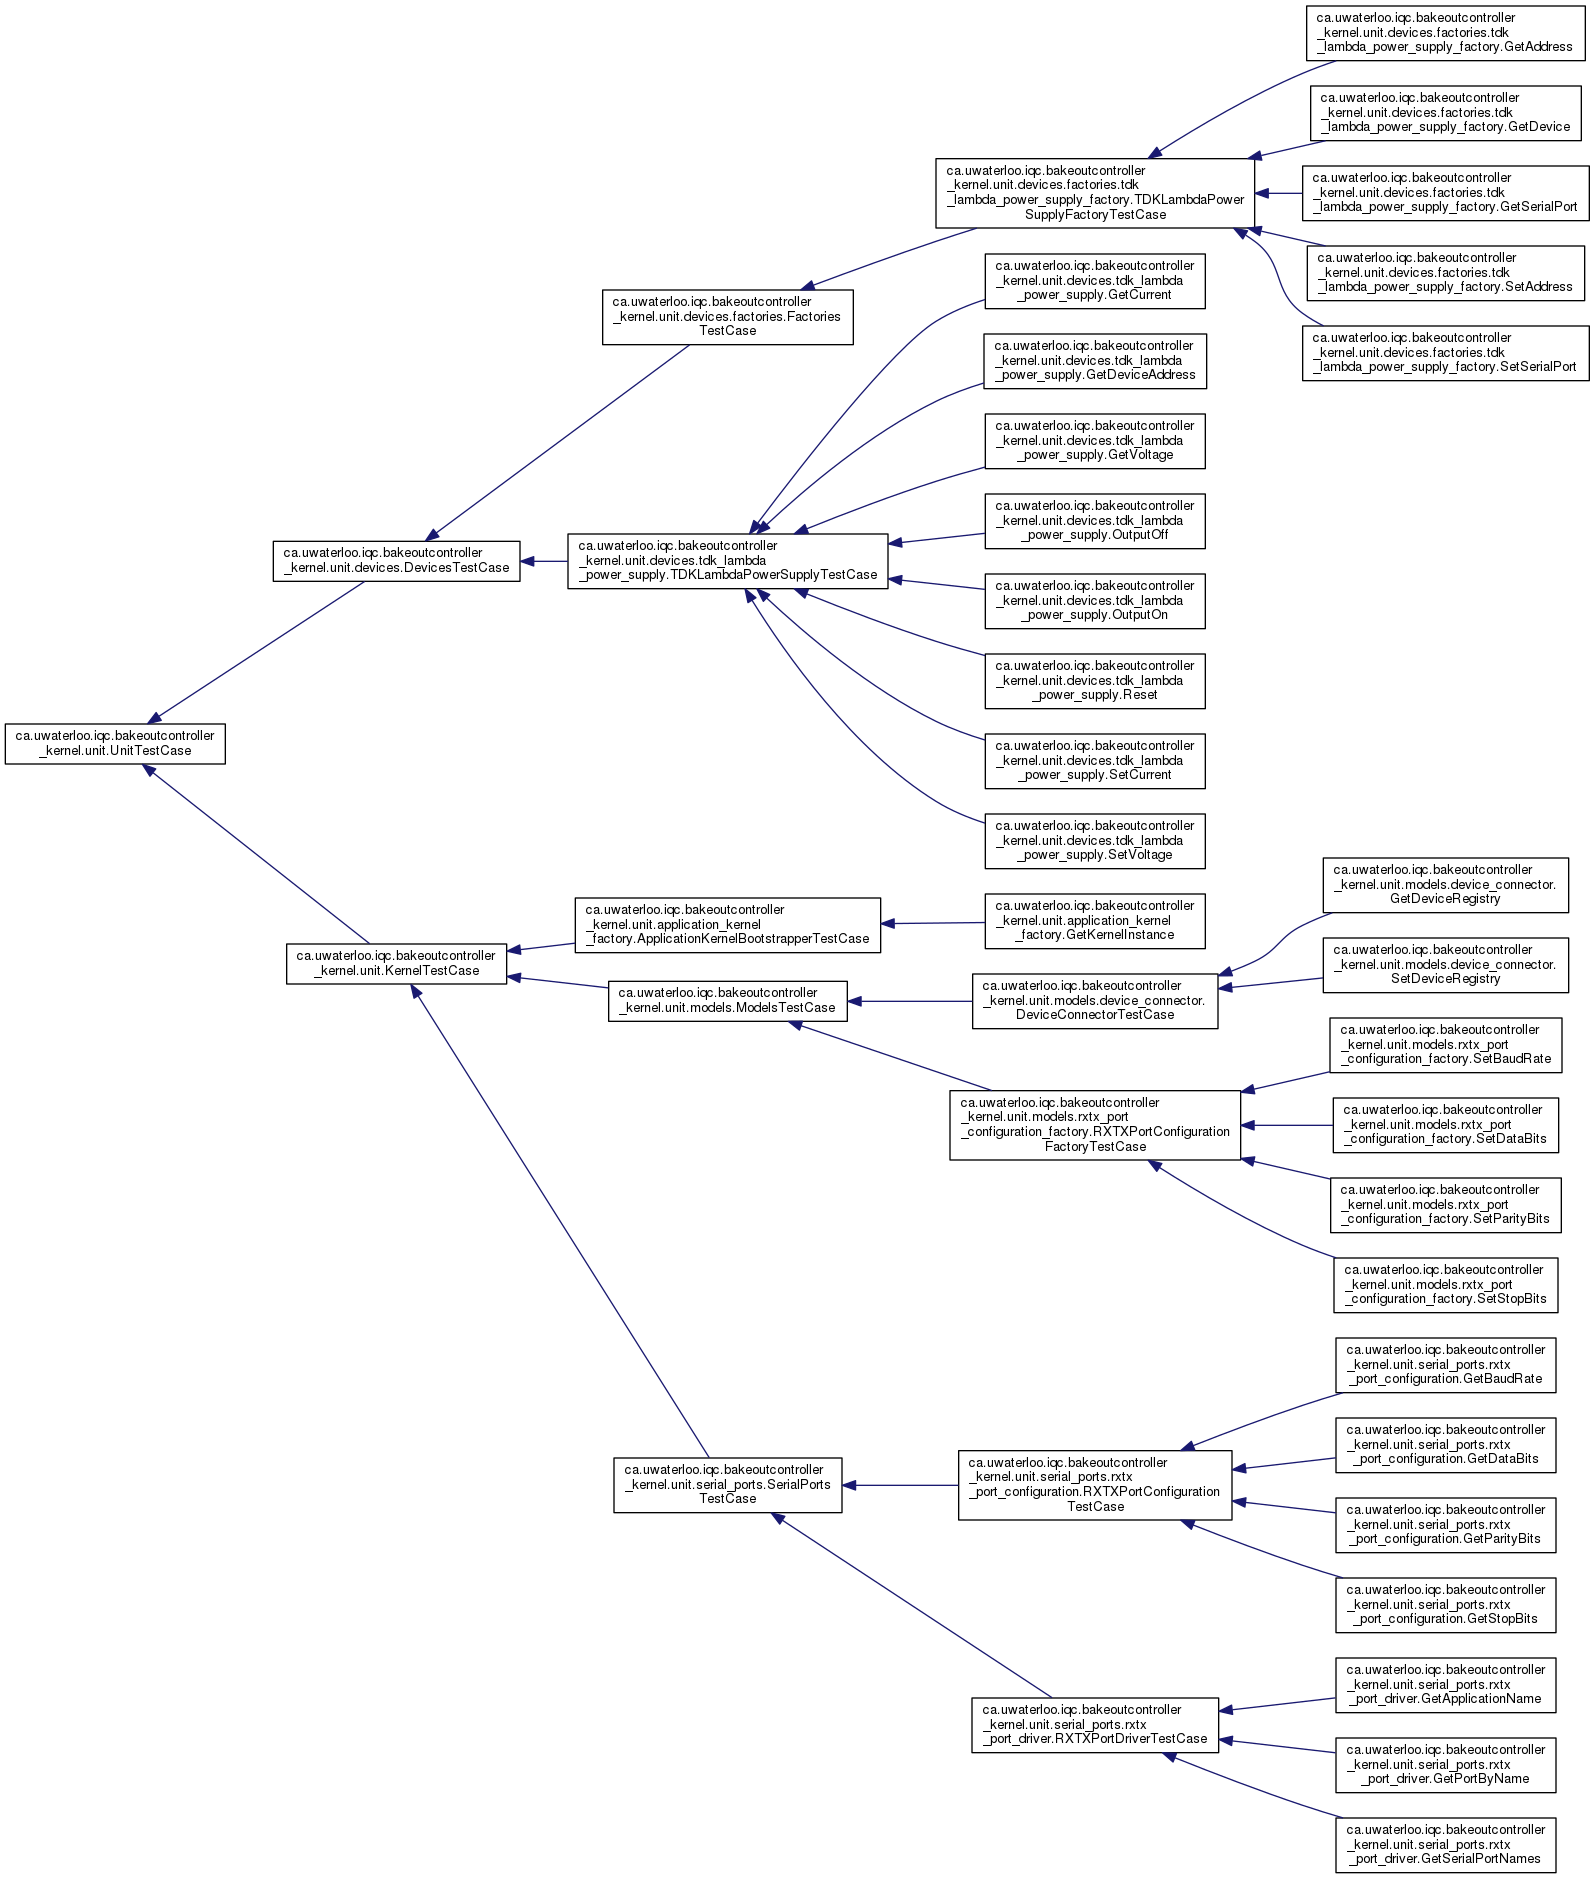 ca.uwaterloo.iqc.bakeoutcontroller
_kernel.unit.UnitTestCase
ca.uwaterloo.iqc.bakeoutcontroller
_kernel.unit.devices.DevicesTestCase
ca.uwaterloo.iqc.bakeoutcontroller
_kernel.unit.KernelTestCase
ca.uwaterloo.iqc.bakeoutcontroller
_kernel.unit.devices.factories.Factories
TestCase
ca.uwaterloo.iqc.bakeoutcontroller
_kernel.unit.devices.tdk_lambda
_power_supply.TDKLambdaPowerSupplyTestCase
ca.uwaterloo.iqc.bakeoutcontroller
_kernel.unit.application_kernel
_factory.ApplicationKernelBootstrapperTestCase
ca.uwaterloo.iqc.bakeoutcontroller
_kernel.unit.models.ModelsTestCase
ca.uwaterloo.iqc.bakeoutcontroller
_kernel.unit.serial_ports.SerialPorts
TestCase
ca.uwaterloo.iqc.bakeoutcontroller
_kernel.unit.devices.factories.tdk
_lambda_power_supply_factory.TDKLambdaPower
SupplyFactoryTestCase
ca.uwaterloo.iqc.bakeoutcontroller
_kernel.unit.devices.tdk_lambda
_power_supply.GetCurrent
ca.uwaterloo.iqc.bakeoutcontroller
_kernel.unit.devices.tdk_lambda
_power_supply.GetDeviceAddress
ca.uwaterloo.iqc.bakeoutcontroller
_kernel.unit.devices.tdk_lambda
_power_supply.GetVoltage
ca.uwaterloo.iqc.bakeoutcontroller
_kernel.unit.devices.tdk_lambda
_power_supply.OutputOff
ca.uwaterloo.iqc.bakeoutcontroller
_kernel.unit.devices.tdk_lambda
_power_supply.OutputOn
ca.uwaterloo.iqc.bakeoutcontroller
_kernel.unit.devices.tdk_lambda
_power_supply.Reset
ca.uwaterloo.iqc.bakeoutcontroller
_kernel.unit.devices.tdk_lambda
_power_supply.SetCurrent
ca.uwaterloo.iqc.bakeoutcontroller
_kernel.unit.devices.tdk_lambda
_power_supply.SetVoltage
ca.uwaterloo.iqc.bakeoutcontroller
_kernel.unit.application_kernel
_factory.GetKernelInstance
ca.uwaterloo.iqc.bakeoutcontroller
_kernel.unit.models.device_connector.
DeviceConnectorTestCase
ca.uwaterloo.iqc.bakeoutcontroller
_kernel.unit.models.rxtx_port
_configuration_factory.RXTXPortConfiguration
FactoryTestCase
ca.uwaterloo.iqc.bakeoutcontroller
_kernel.unit.serial_ports.rxtx
_port_configuration.RXTXPortConfiguration
TestCase
ca.uwaterloo.iqc.bakeoutcontroller
_kernel.unit.serial_ports.rxtx
_port_driver.RXTXPortDriverTestCase
ca.uwaterloo.iqc.bakeoutcontroller
_kernel.unit.devices.factories.tdk
_lambda_power_supply_factory.GetAddress
ca.uwaterloo.iqc.bakeoutcontroller
_kernel.unit.devices.factories.tdk
_lambda_power_supply_factory.GetDevice
ca.uwaterloo.iqc.bakeoutcontroller
_kernel.unit.devices.factories.tdk
_lambda_power_supply_factory.GetSerialPort
ca.uwaterloo.iqc.bakeoutcontroller
_kernel.unit.devices.factories.tdk
_lambda_power_supply_factory.SetAddress
ca.uwaterloo.iqc.bakeoutcontroller
_kernel.unit.devices.factories.tdk
_lambda_power_supply_factory.SetSerialPort
ca.uwaterloo.iqc.bakeoutcontroller
_kernel.unit.models.device_connector.
GetDeviceRegistry
ca.uwaterloo.iqc.bakeoutcontroller
_kernel.unit.models.device_connector.
SetDeviceRegistry
ca.uwaterloo.iqc.bakeoutcontroller
_kernel.unit.models.rxtx_port
_configuration_factory.SetBaudRate
ca.uwaterloo.iqc.bakeoutcontroller
_kernel.unit.models.rxtx_port
_configuration_factory.SetDataBits
ca.uwaterloo.iqc.bakeoutcontroller
_kernel.unit.models.rxtx_port
_configuration_factory.SetParityBits
ca.uwaterloo.iqc.bakeoutcontroller
_kernel.unit.models.rxtx_port
_configuration_factory.SetStopBits
ca.uwaterloo.iqc.bakeoutcontroller
_kernel.unit.serial_ports.rxtx
_port_configuration.GetBaudRate
ca.uwaterloo.iqc.bakeoutcontroller
_kernel.unit.serial_ports.rxtx
_port_configuration.GetDataBits
ca.uwaterloo.iqc.bakeoutcontroller
_kernel.unit.serial_ports.rxtx
_port_configuration.GetParityBits
ca.uwaterloo.iqc.bakeoutcontroller
_kernel.unit.serial_ports.rxtx
_port_configuration.GetStopBits
ca.uwaterloo.iqc.bakeoutcontroller
_kernel.unit.serial_ports.rxtx
_port_driver.GetApplicationName
ca.uwaterloo.iqc.bakeoutcontroller
_kernel.unit.serial_ports.rxtx
_port_driver.GetPortByName
ca.uwaterloo.iqc.bakeoutcontroller
_kernel.unit.serial_ports.rxtx
_port_driver.GetSerialPortNames